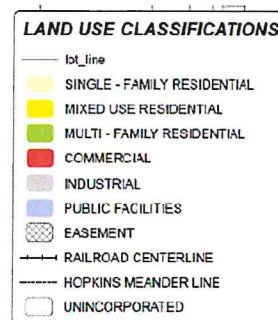 LAND USE CLASSIFICATIONS
lot_line
SINGLE - FAMILY RESIDENTIAL
MIXED USE RESIDENTIAL
MULTI - FAMILY RESIDENTIAL
COMMERCIAL
INDUSTRIAL
PUBLIC FACILITIES
EASEMENT
RAILROAD CENTERLINE
HOPKINS MEANDER LINE
UNINCORPORATED